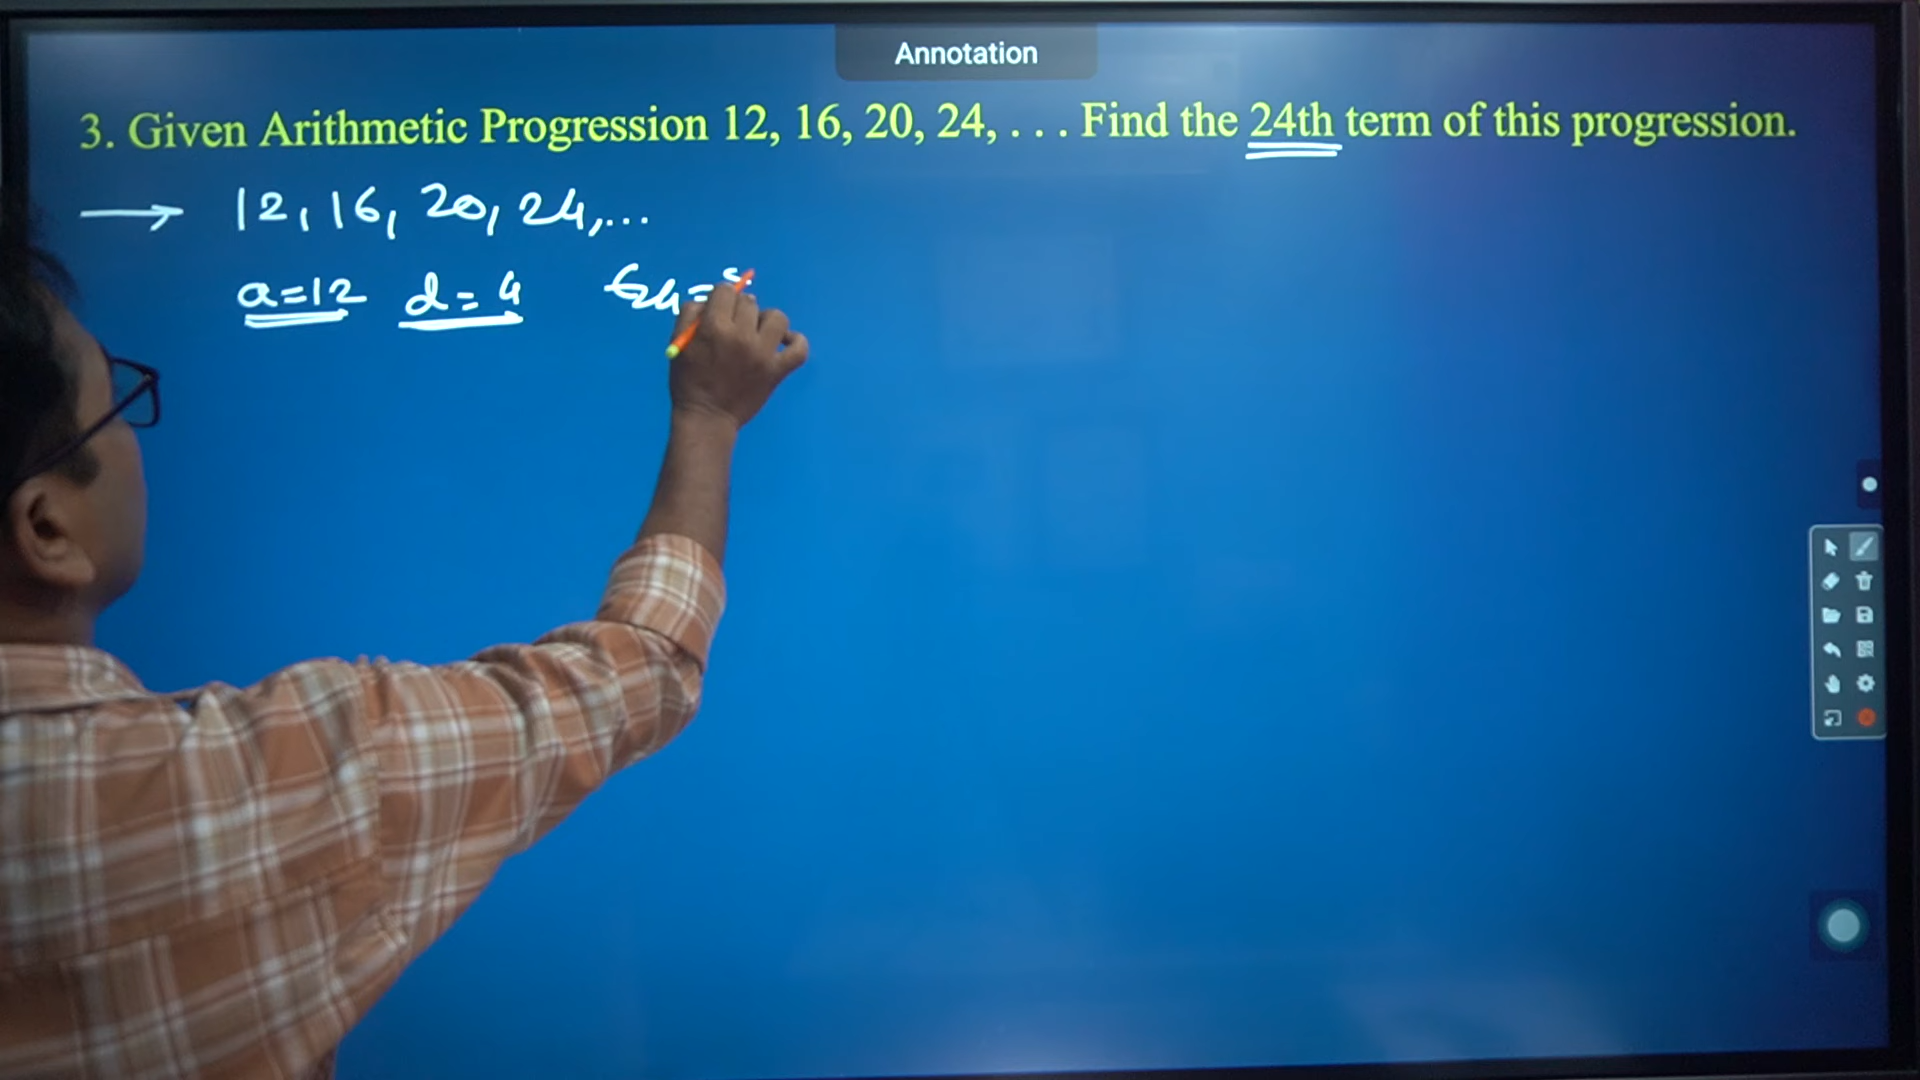 Annotation
3. Given Arithmetic Progression 12, 16, 20, 24, . . . Find the 24th term of this progression.
→ 12, 16, 20, 24, ...
a=12 d=4 t24=